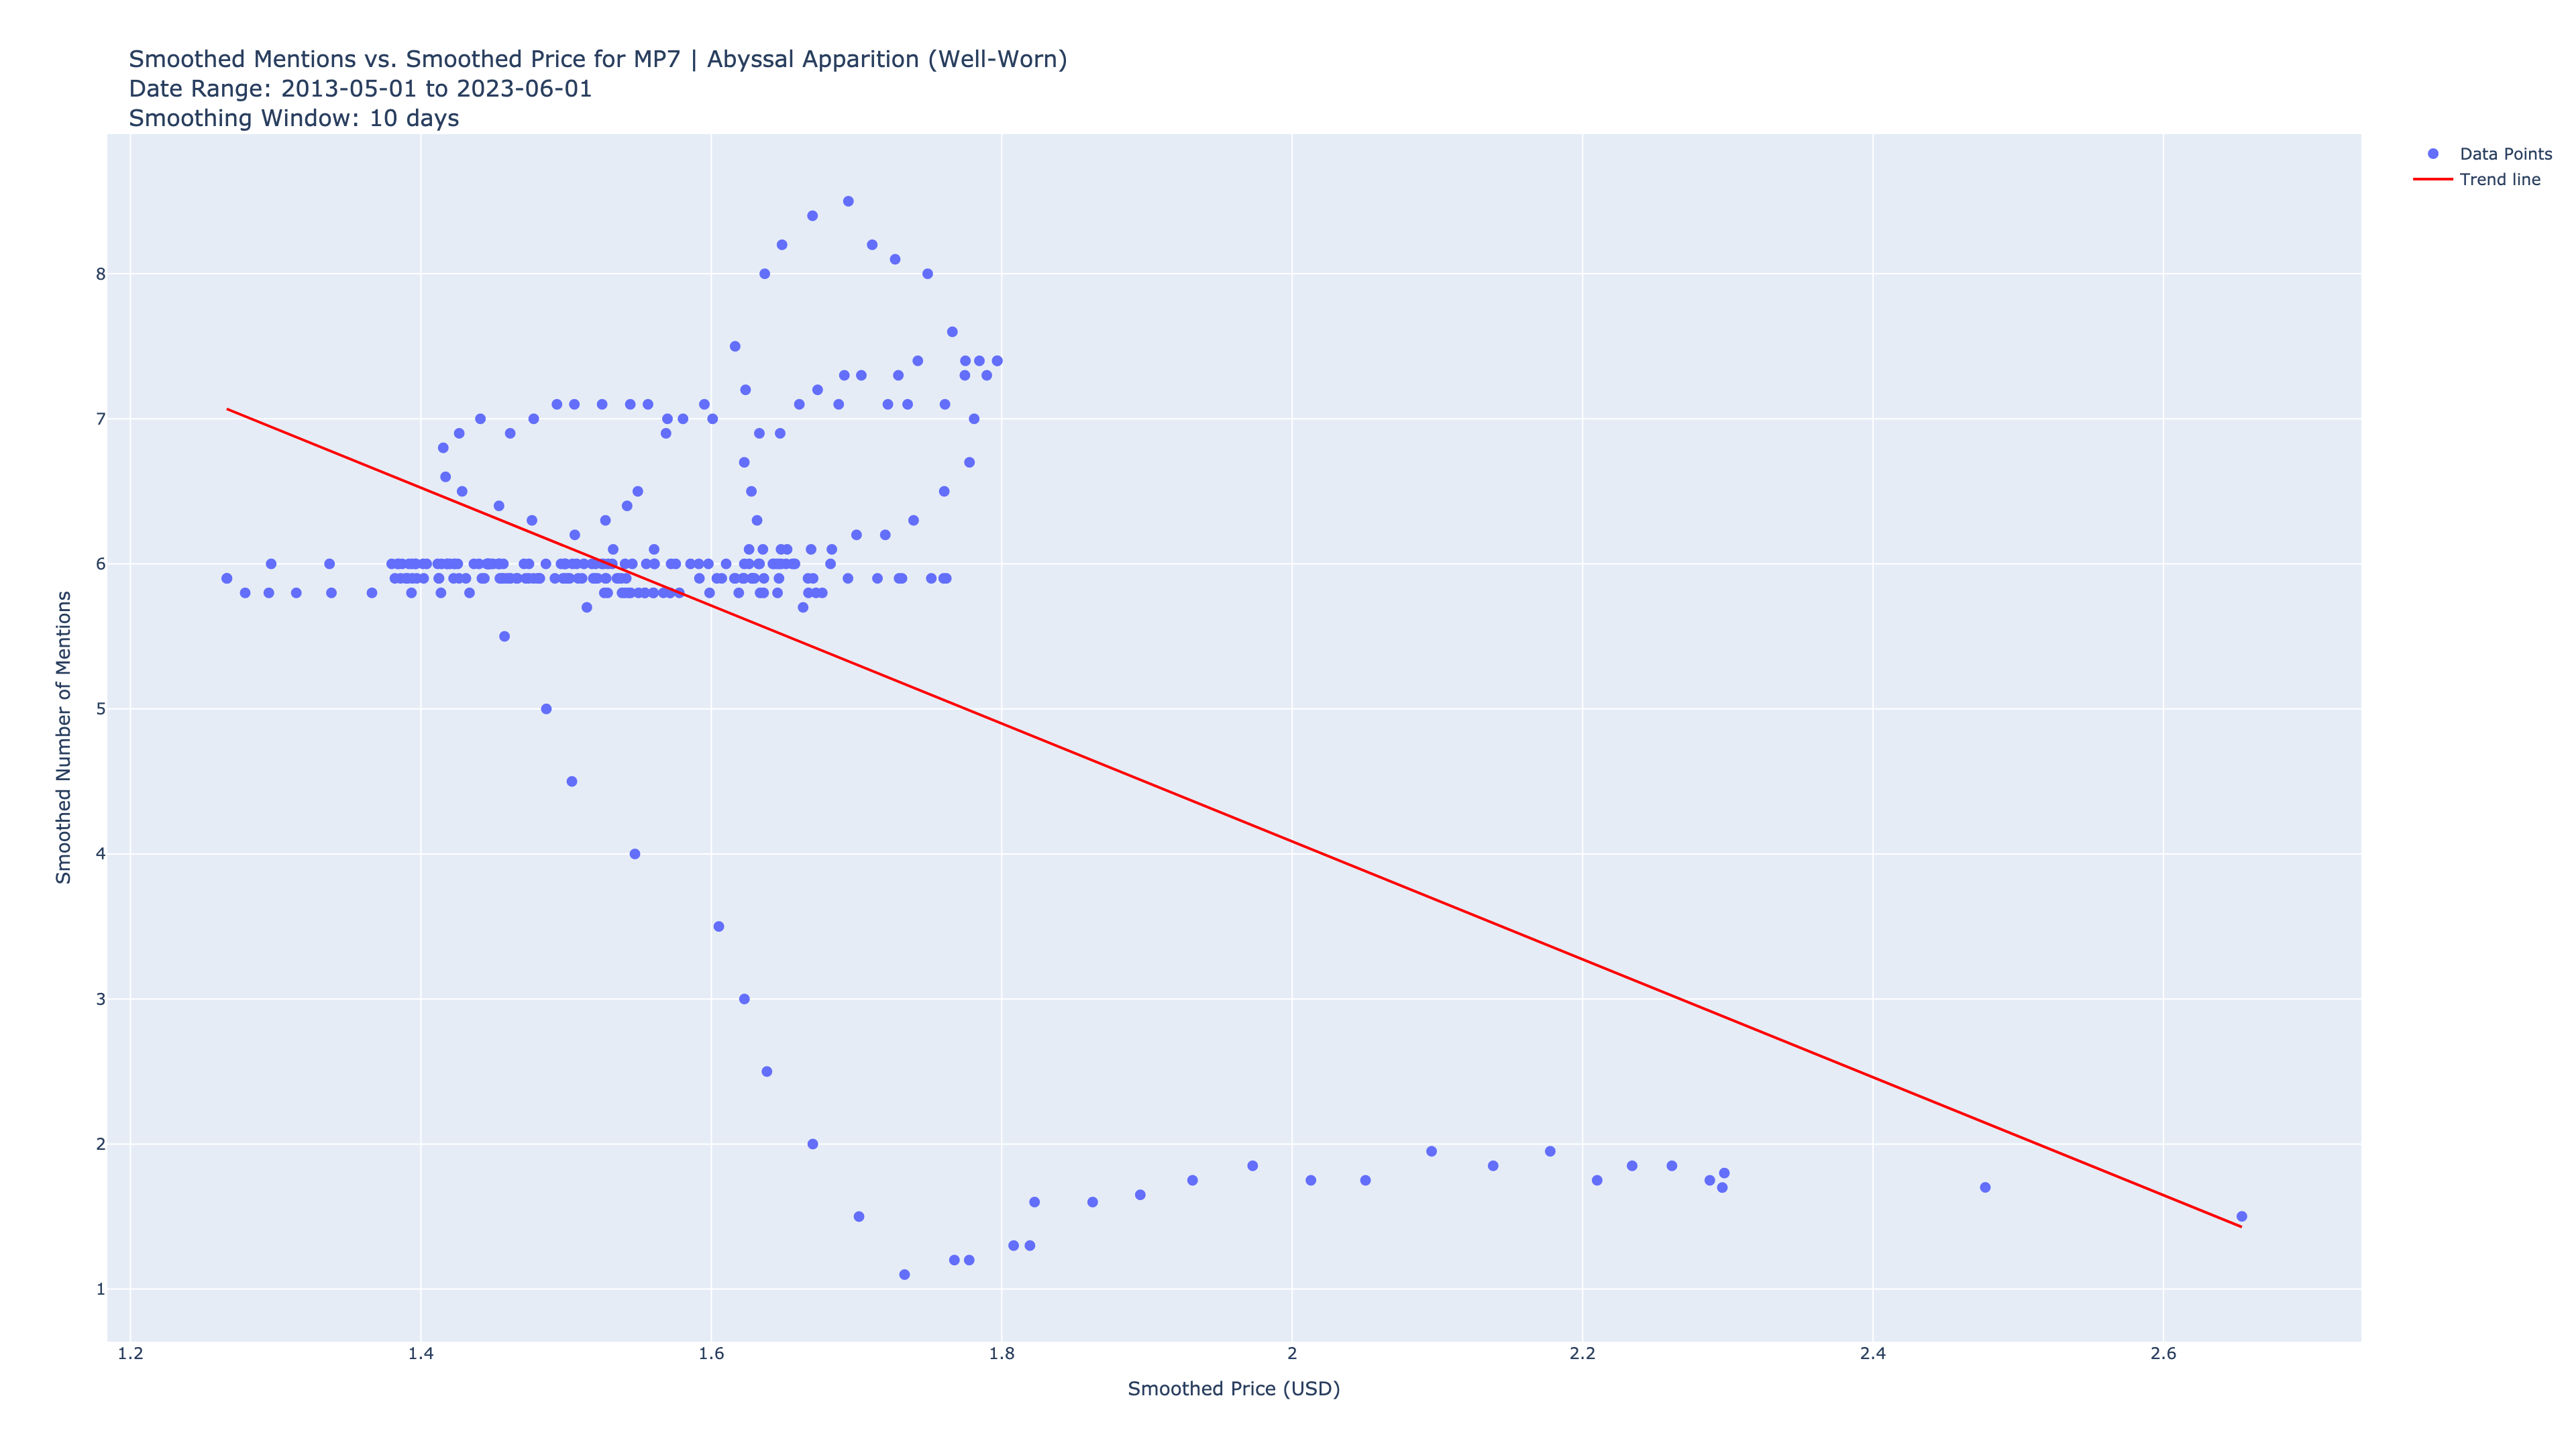 Smoothed Mentions vs. Smoothed Price for MP7 | Abyssal Apparition (Well-Worn)
Date Range: 2013-05-01 to 2023-06-01
Smoothing Window: 10 days
Data Points
Trend line
8
7
6
5
4
3
2
1
Smoothed Number of Mentions
1.2
1.4
1.6
1.8
2
2.2
2.4
2.6
Smoothed Price (USD)